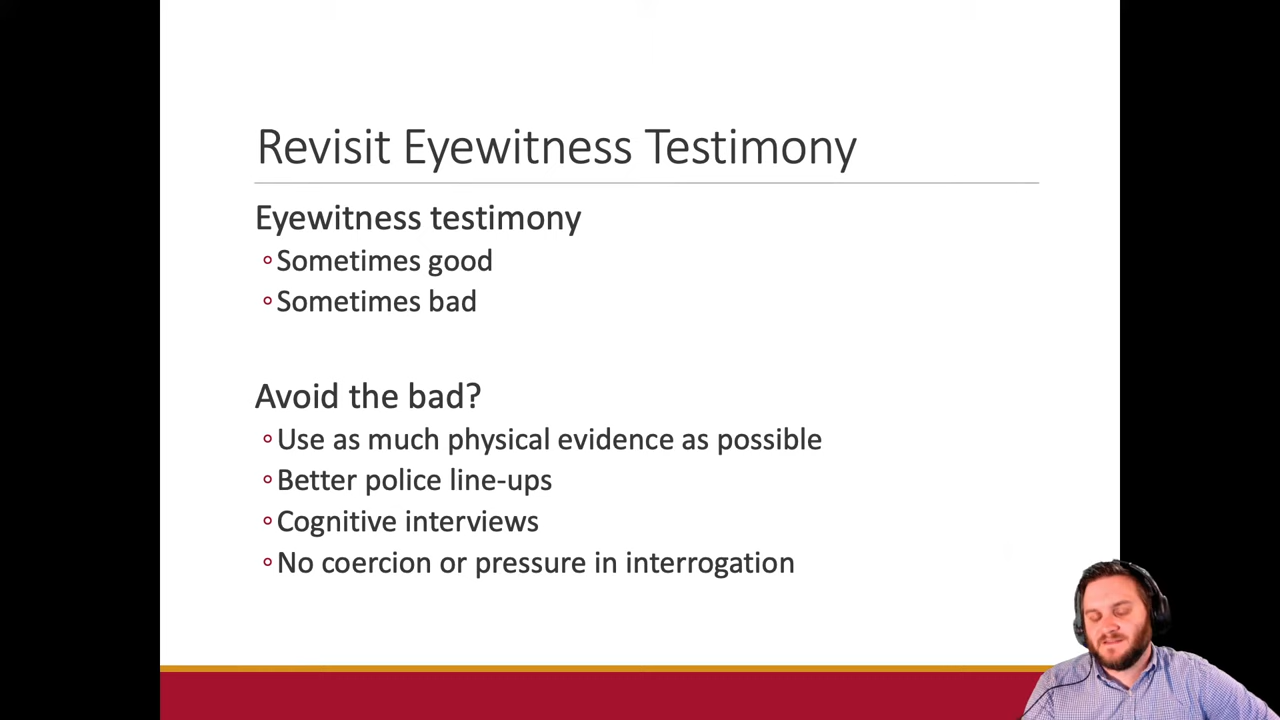 Revisit Eyewitness Testimony
Eyewitness testimony
◦Sometimes good
◦Sometimes bad
Avoid the bad?
◦Use as much physical evidence as possible
◦Better police line-ups
◦Cognitive interviews
◦No coercion or pressure in interrogation